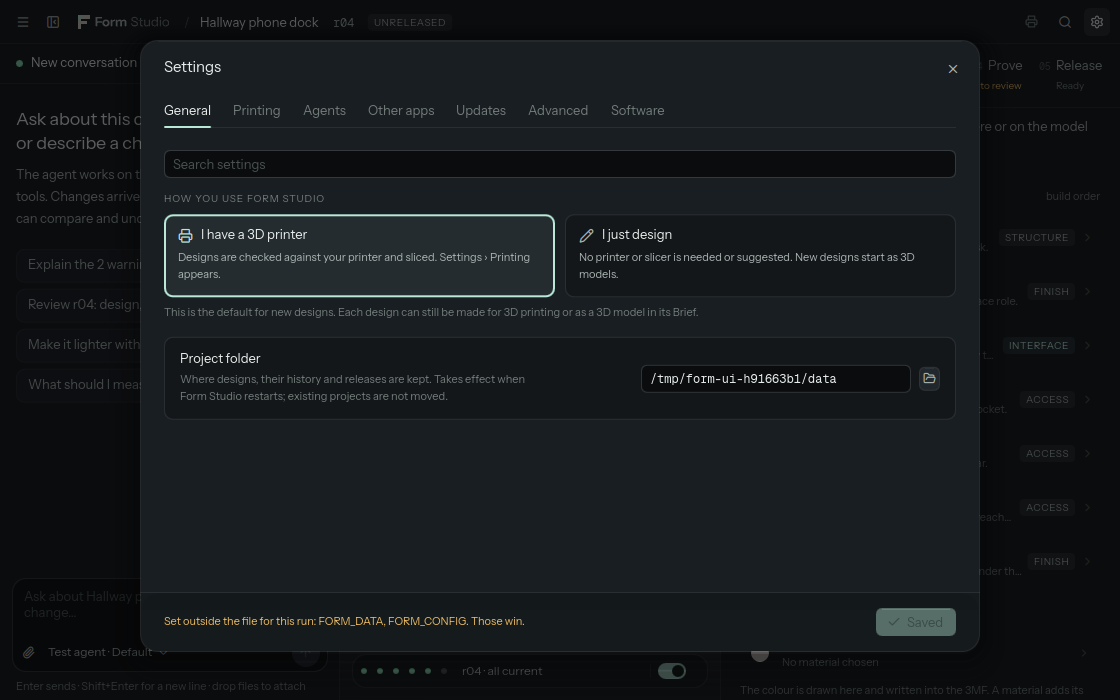 Form Studio / Hallway phone dock r04 UNRELEASED
New conversation
Prove
Release
to review
Ready
Ask about this c
or describe a ch
The agent works on t
tools. Changes arrive
can compare and und
Explain the 2 warni
Review r04: design,
Make it lighter with
What should I meas
Settings
General Printing Agents Other apps Updates Advanced Software
Search settings
HOW YOU USE FORM STUDIO
I have a 3D printer
Designs are checked against your printer and sliced. Settings › Printing
appears.
I just design
No printer or slicer is needed or suggested. New designs start as 3D
models.
This is the default for new designs. Each design can still be made for 3D printing or as a 3D model in its Brief.
Project folder
Where designs, their history and releases are kept. Takes effect when
Form Studio restarts; existing projects are not moved.
/tmp/form-ui-h91663b1/data
Set outside the file for this run: FORM_DATA, FORM_CONFIG. Those win.
Saved
re or on the model
build order
STRUCTURE
k.
FINISH
ace role.
INTERFACE
t…
ACCESS
ocket.
ACCESS
ur.
ACCESS
each…
FINISH
nder th…
Ask about Hallway p
change…
Test agent · Default
Enter sends · Shift+Enter for a new line · drop files to attach
r04 · all current
No material chosen
The colour is drawn here and written into the 3MF. A material adds its